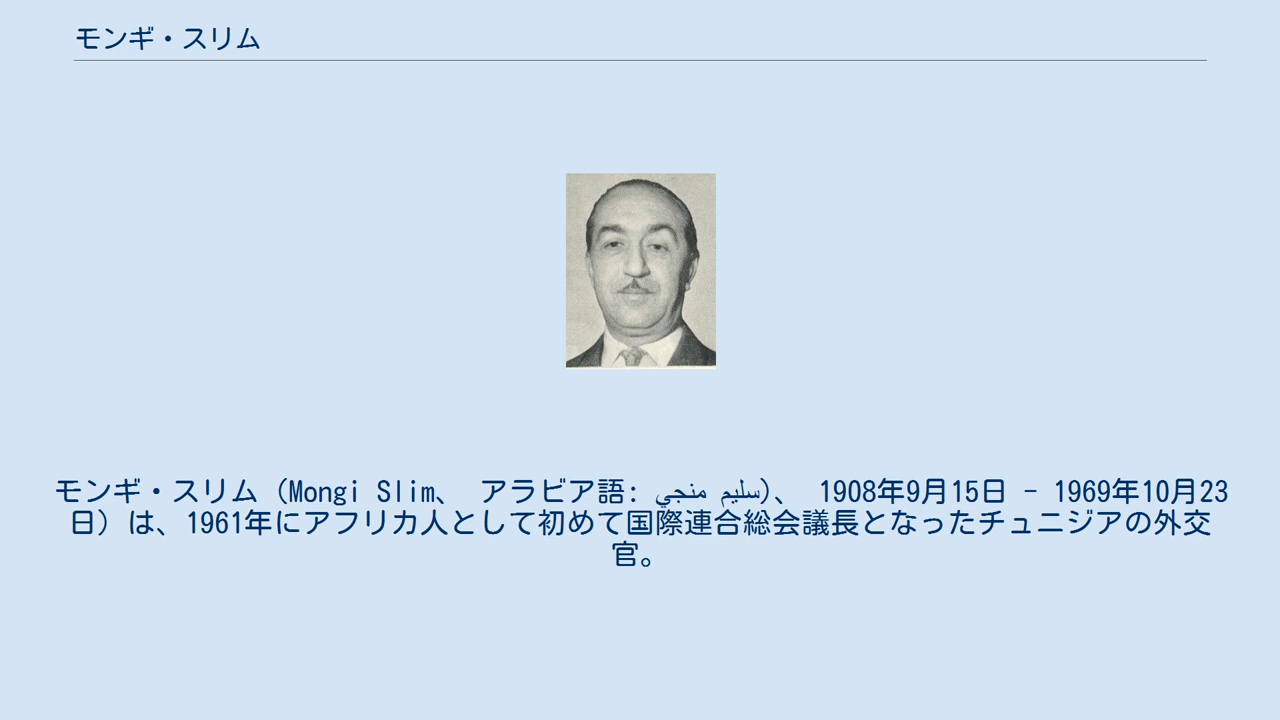 モンギ・スリム
モンギ・スリム（Mongi Slim、 アラビア語: سليم منجي)、 1908年9月15日 - 1969年10月23
日）は、1961年にアフリカ人として初めて国際連合総会議長となったチュニジアの外交
官。